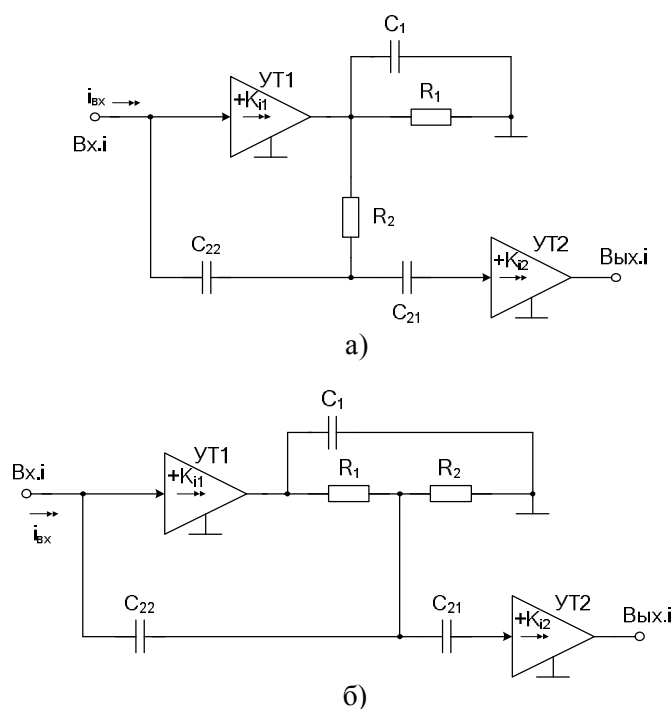 C₁
УТ1
+Kᵢ₁
iвх
Вх.i
R₁
R₂
C₂₂
C₂₁
УТ2
+Kᵢ₂
Вых.i
а)
C₁
Вх.i
iвх
УТ1
+Kᵢ₁
R₁
R₂
C₂₂
C₂₁
УТ2
+Kᵢ₂
Вых.i
б)